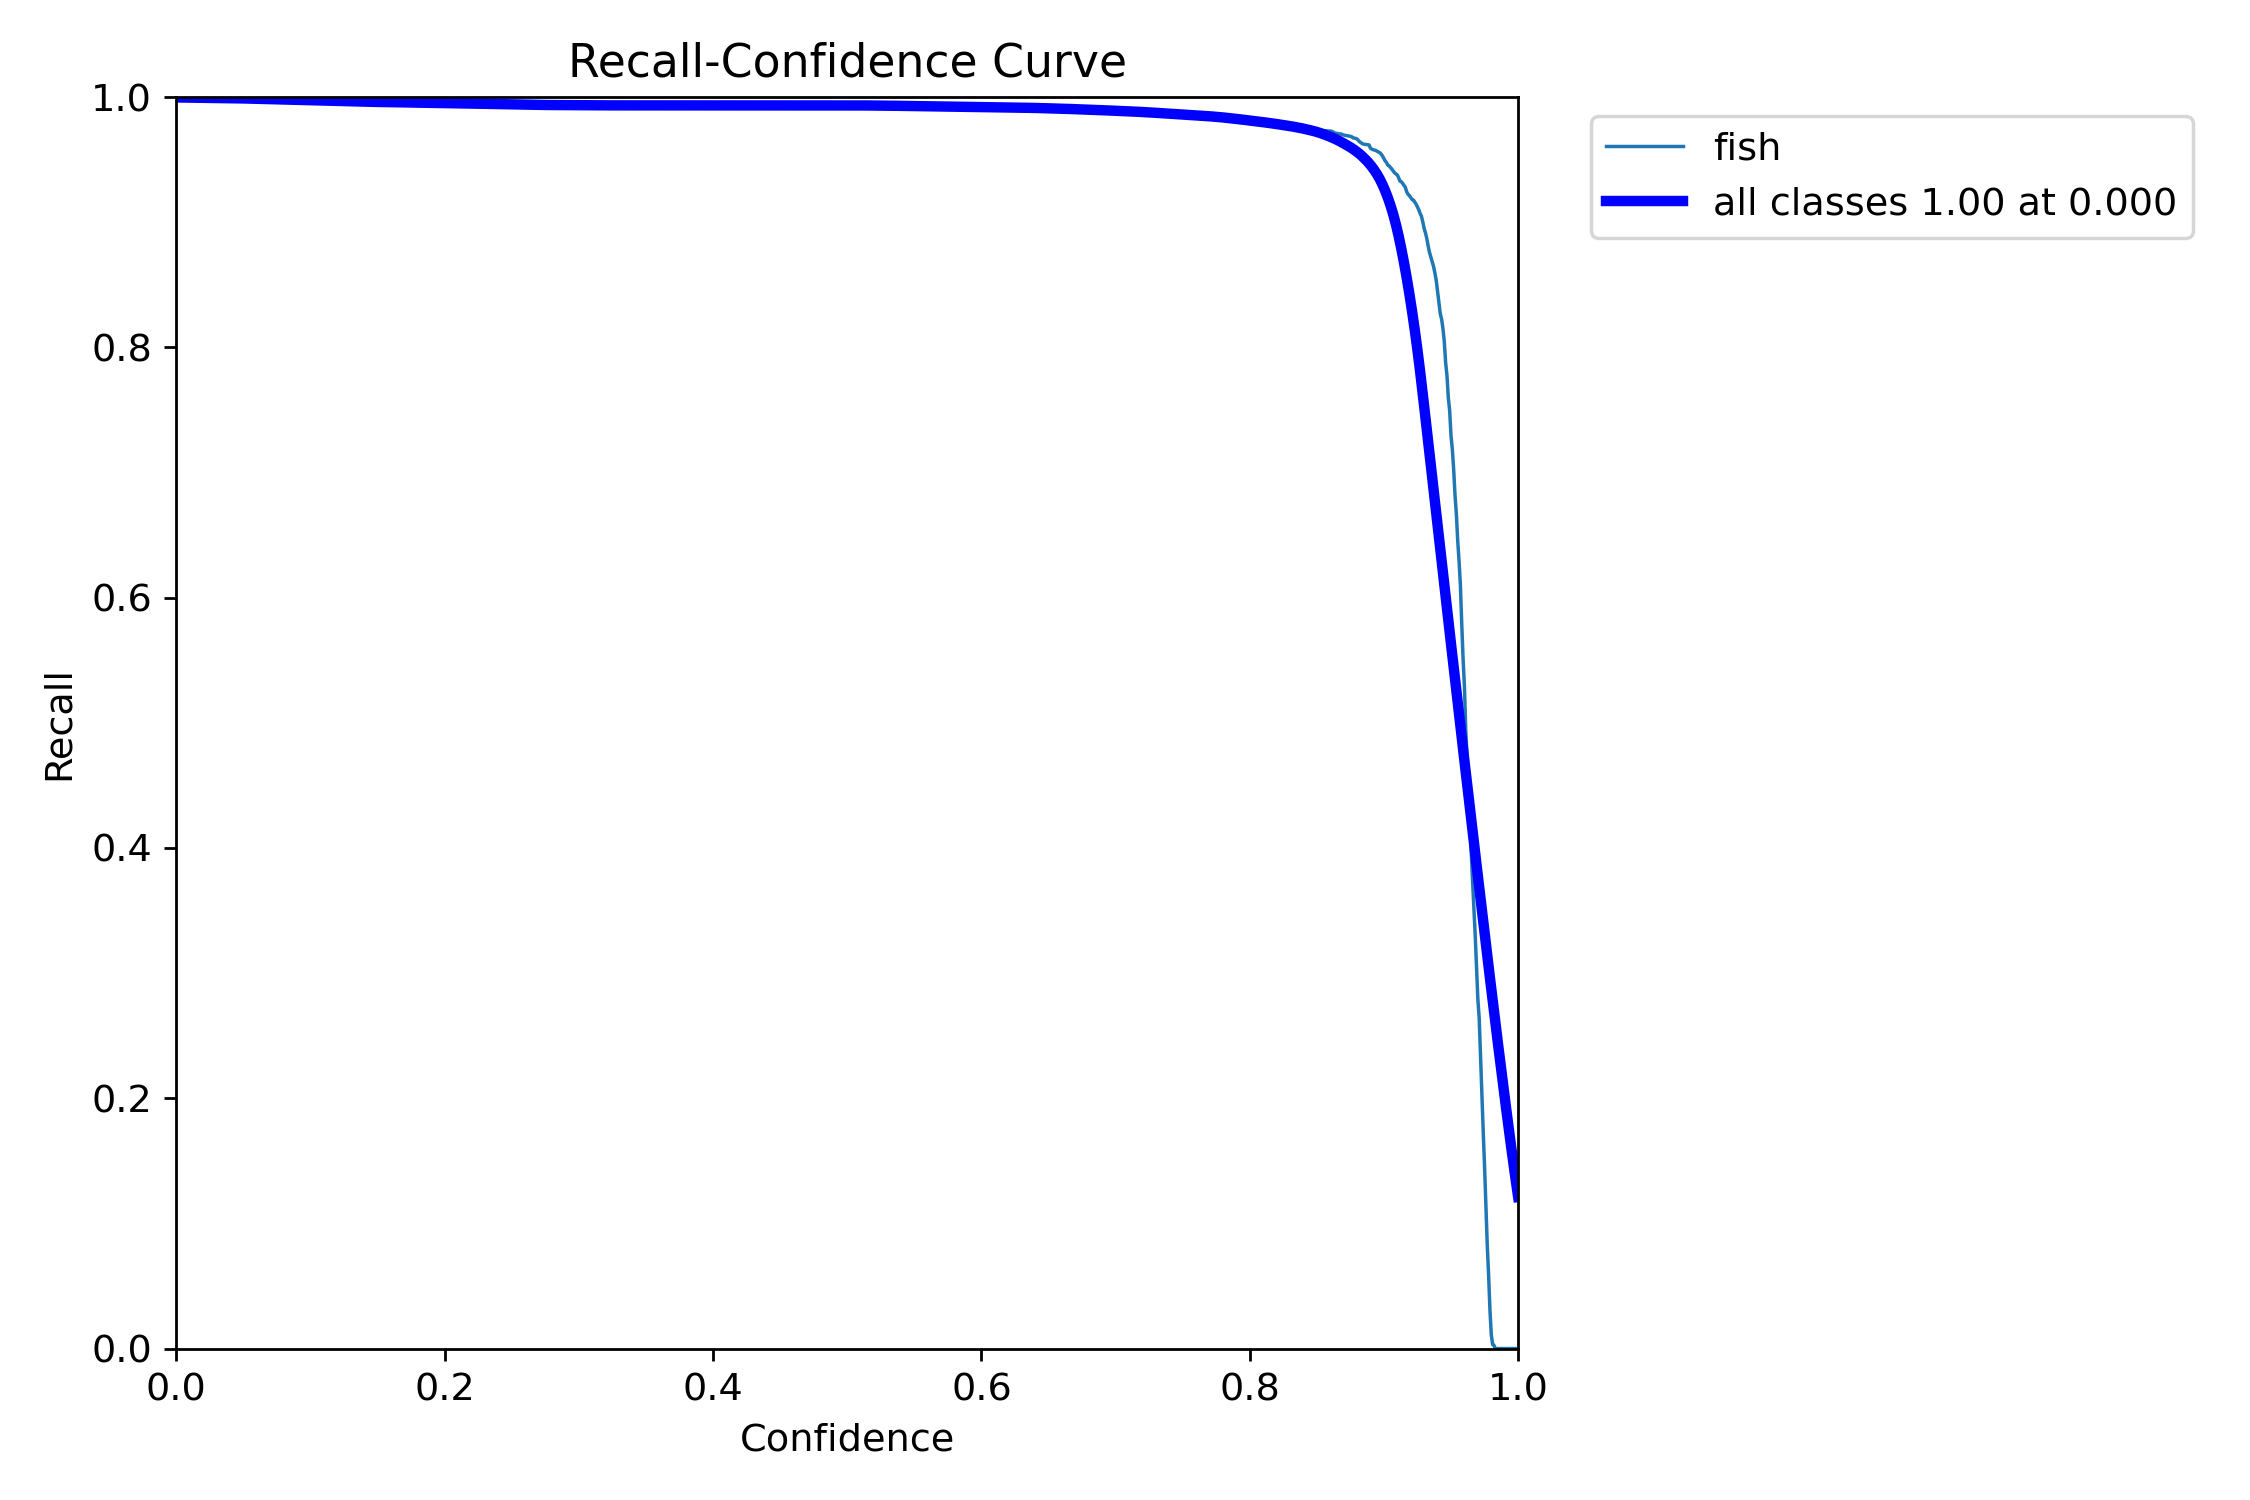 Recall-Confidence Curve
1.0
0.8
0.6
0.4
0.2
0.0
Recall
0.0 0.2 0.4 0.6 0.8 1.0
Confidence
fish
all classes 1.00 at 0.000